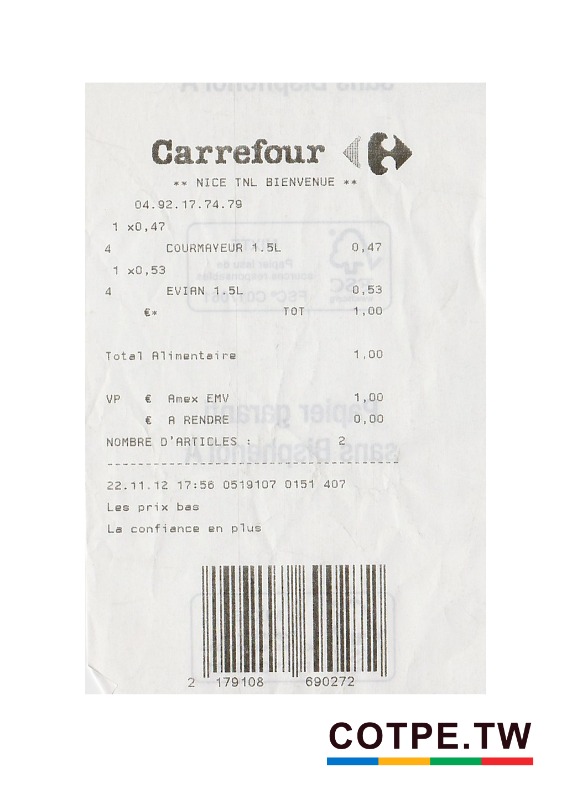 Carrefour
** NICE TNL BIENVENUE **
04.92.17.74.79
1 x0,47
4 COURMAYEUR 1.5L 0,47
1 x0,53
4 EVIAN 1.5L 0,53
€* TOT 1,00
Total Alimentaire 1,00
VP € Amex EMV 1,00
€ A RENDRE 0,00
NOMBRE D'ARTICLES : 2
22.11.12 17:56 0519107 0151 407
Les prix bas
La confiance en plus
2 179108 690272
COTPE.TW